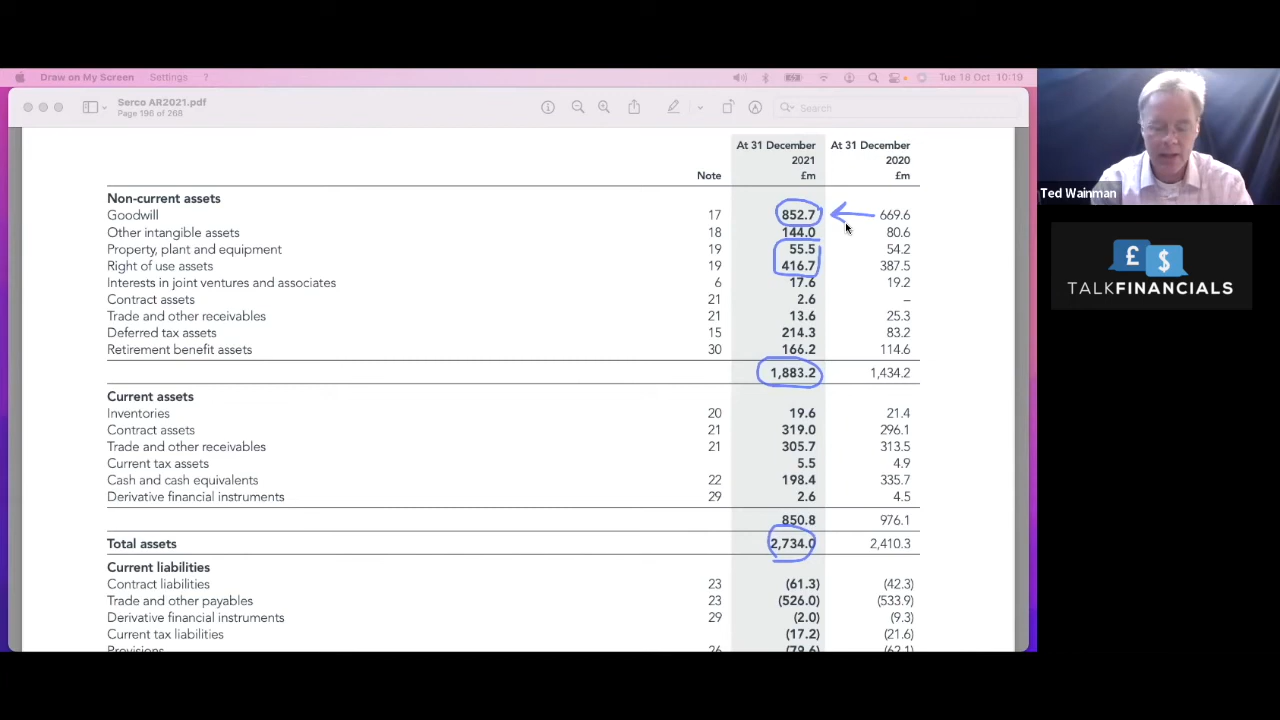 Draw on My Screen Settings ? Tue 18 Oct 10:19
Serco AR2021.pdf
Page 196 of 268
Search
At 31 December At 31 December
2021 2020
Note £m £m
Non-current assets
Goodwill 17 852.7 669.6
Other intangible assets 18 144.0 80.6
Property, plant and equipment 19 55.5 54.2
Right of use assets 19 416.7 387.5
Interests in joint ventures and associates 6 17.6 19.2
Contract assets 21 2.6 –
Trade and other receivables 21 13.6 25.3
Deferred tax assets 15 214.3 83.2
Retirement benefit assets 30 166.2 114.6
1,883.2 1,434.2
Current assets
Inventories 20 19.6 21.4
Contract assets 21 319.0 296.1
Trade and other receivables 21 305.7 313.5
Current tax assets 5.5 4.9
Cash and cash equivalents 22 198.4 335.7
Derivative financial instruments 29 2.6 4.5
850.8 976.1
Total assets 2,734.0 2,410.3
Current liabilities
Contract liabilities 23 (61.3) (42.3)
Trade and other payables 23 (526.0) (533.9)
Derivative financial instruments 29 (2.0) (9.3)
Current tax liabilities (17.2) (21.6)
Provisions 26 (79.6) (62.1)
Ted Wainman
£ $
TALKFINANCIALS